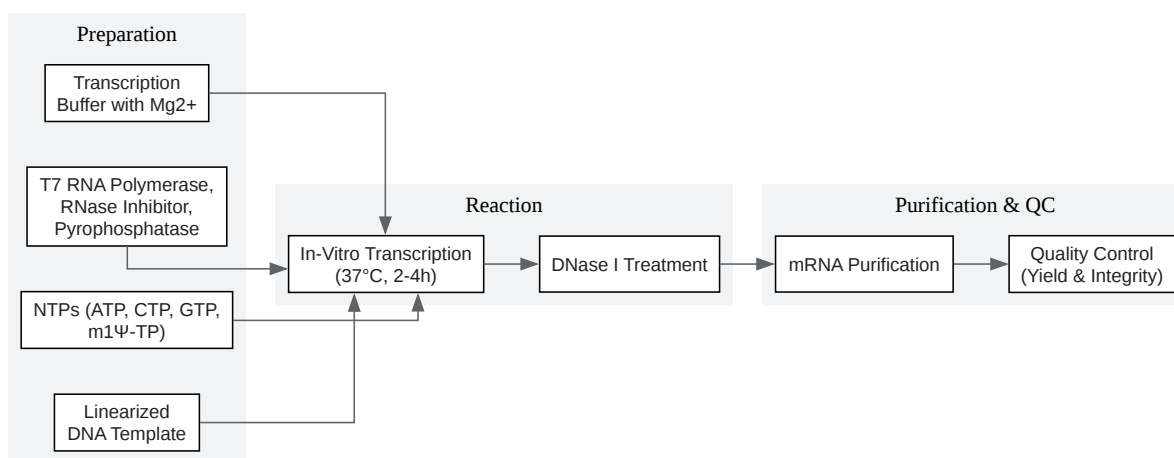 Preparation
Transcription
Buffer with Mg2+
T7 RNA Polymerase,
RNase Inhibitor,
Pyrophosphatase
NTPs (ATP, CTP, GTP,
m1Ψ-TP)
Linearized
DNA Template
Reaction
In-Vitro Transcription
(37°C, 2-4h)
DNase I Treatment
Purification & QC
mRNA Purification
Quality Control
(Yield & Integrity)